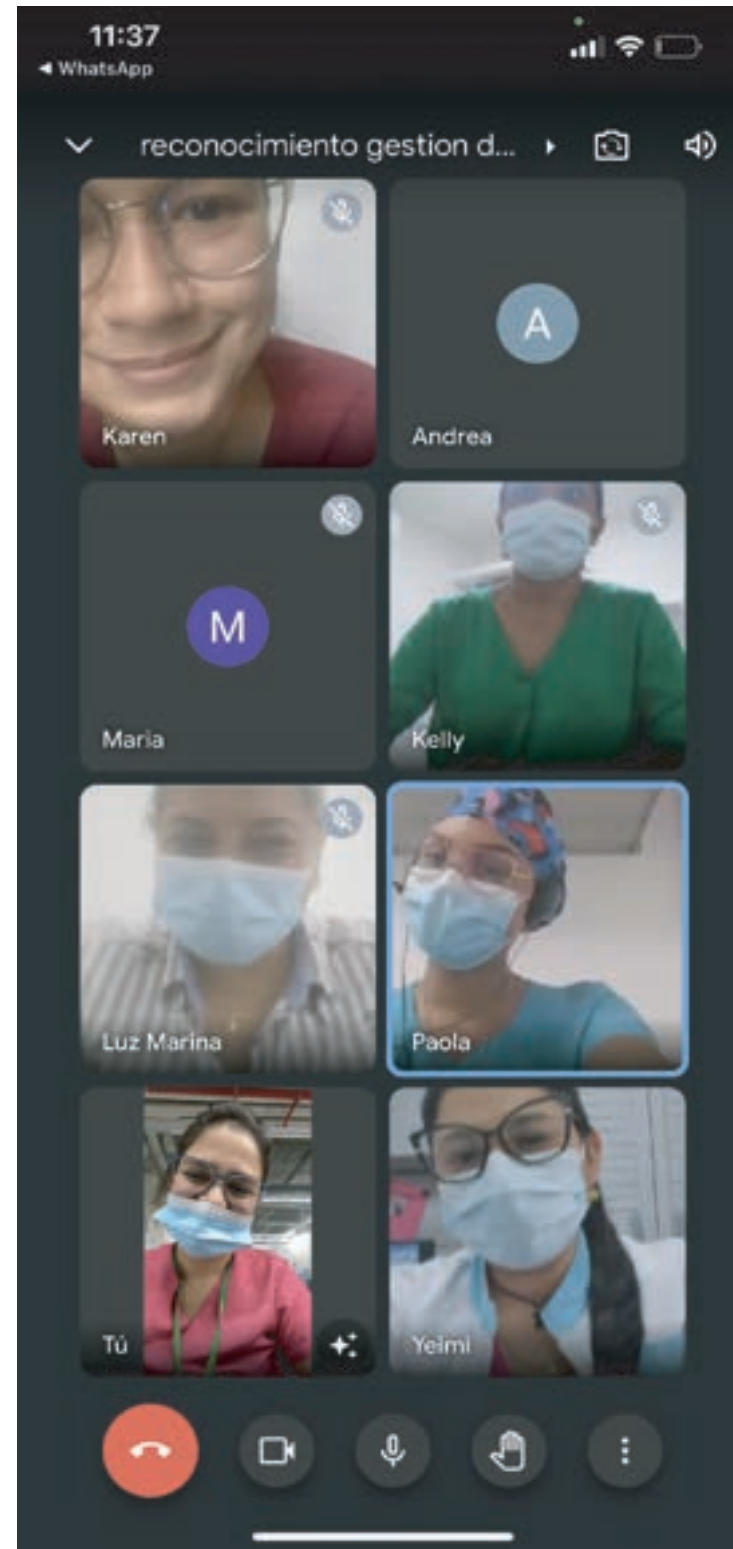 11:37
◀ WhatsApp
reconocimiento gestion d...
Karen
A
Andrea
M
Maria
Kelly
Luz Marina
Paola
Tú
Yeimi